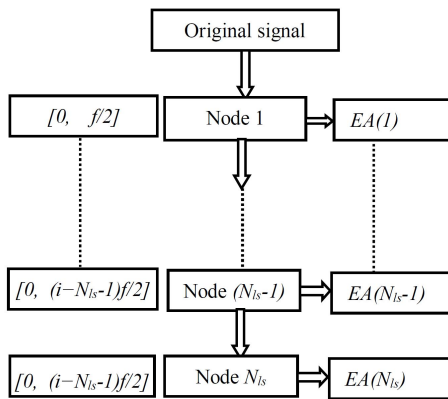 Original signal
[0, f/2] Node 1 EA(1)
[0, (i−Nls-1)f/2] Node (Nls-1) EA(Nls-1)
[0, (i−Nls-1)f/2] Node Nls EA(Nls)